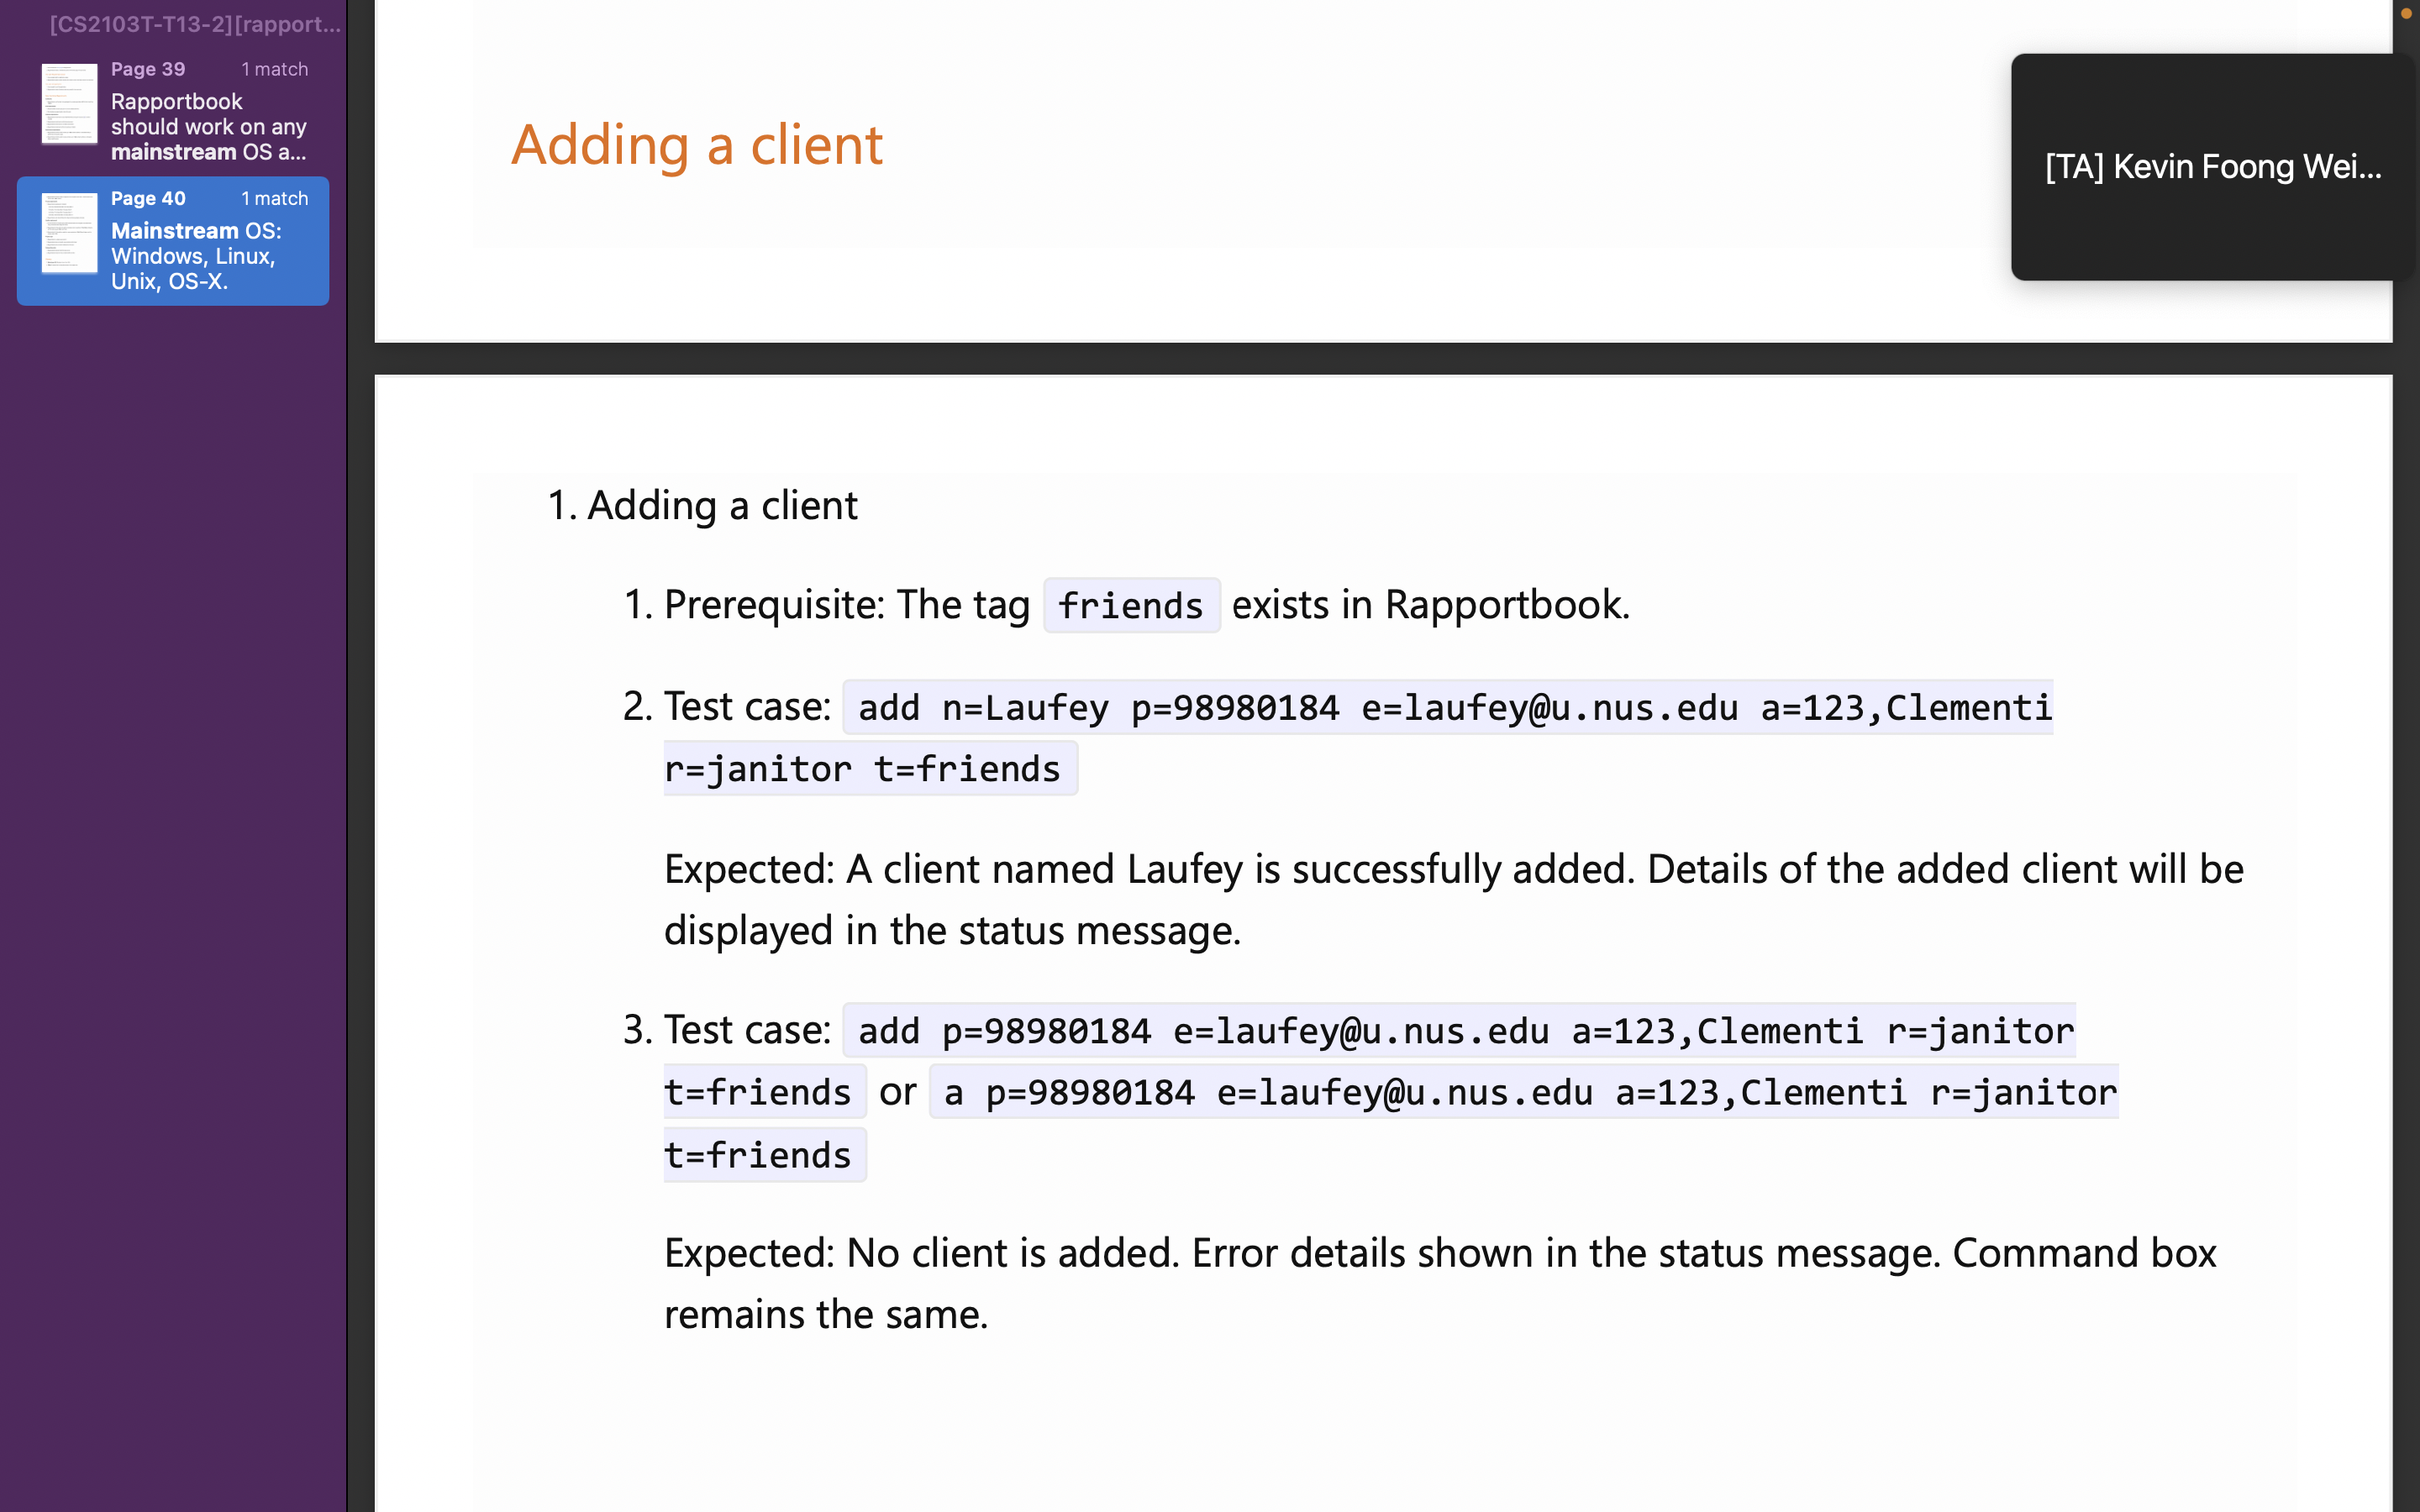 [CS2103T-T13-2][rapport...
Page 39 1 match
Rapportbook
should work on any
mainstream OS a...
Page 40 1 match
Mainstream OS:
Windows, Linux,
Unix, OS-X.
Adding a client
[TA] Kevin Foong Wei...
1. Adding a client
1. Prerequisite: The tag friends exists in Rapportbook.
2. Test case: add n=Laufey p=98980184 e=laufey@u.nus.edu a=123,Clementi
r=janitor t=friends
Expected: A client named Laufey is successfully added. Details of the added client will be
displayed in the status message.
3. Test case: add p=98980184 e=laufey@u.nus.edu a=123,Clementi r=janitor
t=friends or a p=98980184 e=laufey@u.nus.edu a=123,Clementi r=janitor
t=friends
Expected: No client is added. Error details shown in the status message. Command box
remains the same.